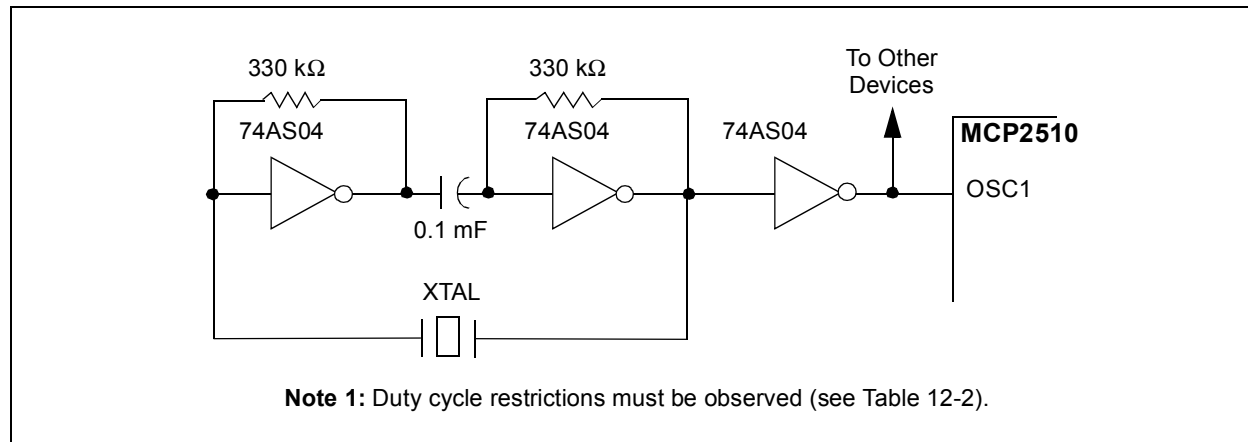 330 kΩ
330 kΩ
To Other
Devices
74AS04
74AS04
74AS04
MCP2510
OSC1
0.1 mF
XTAL
Note 1: Duty cycle restrictions must be observed (see Table 12-2).